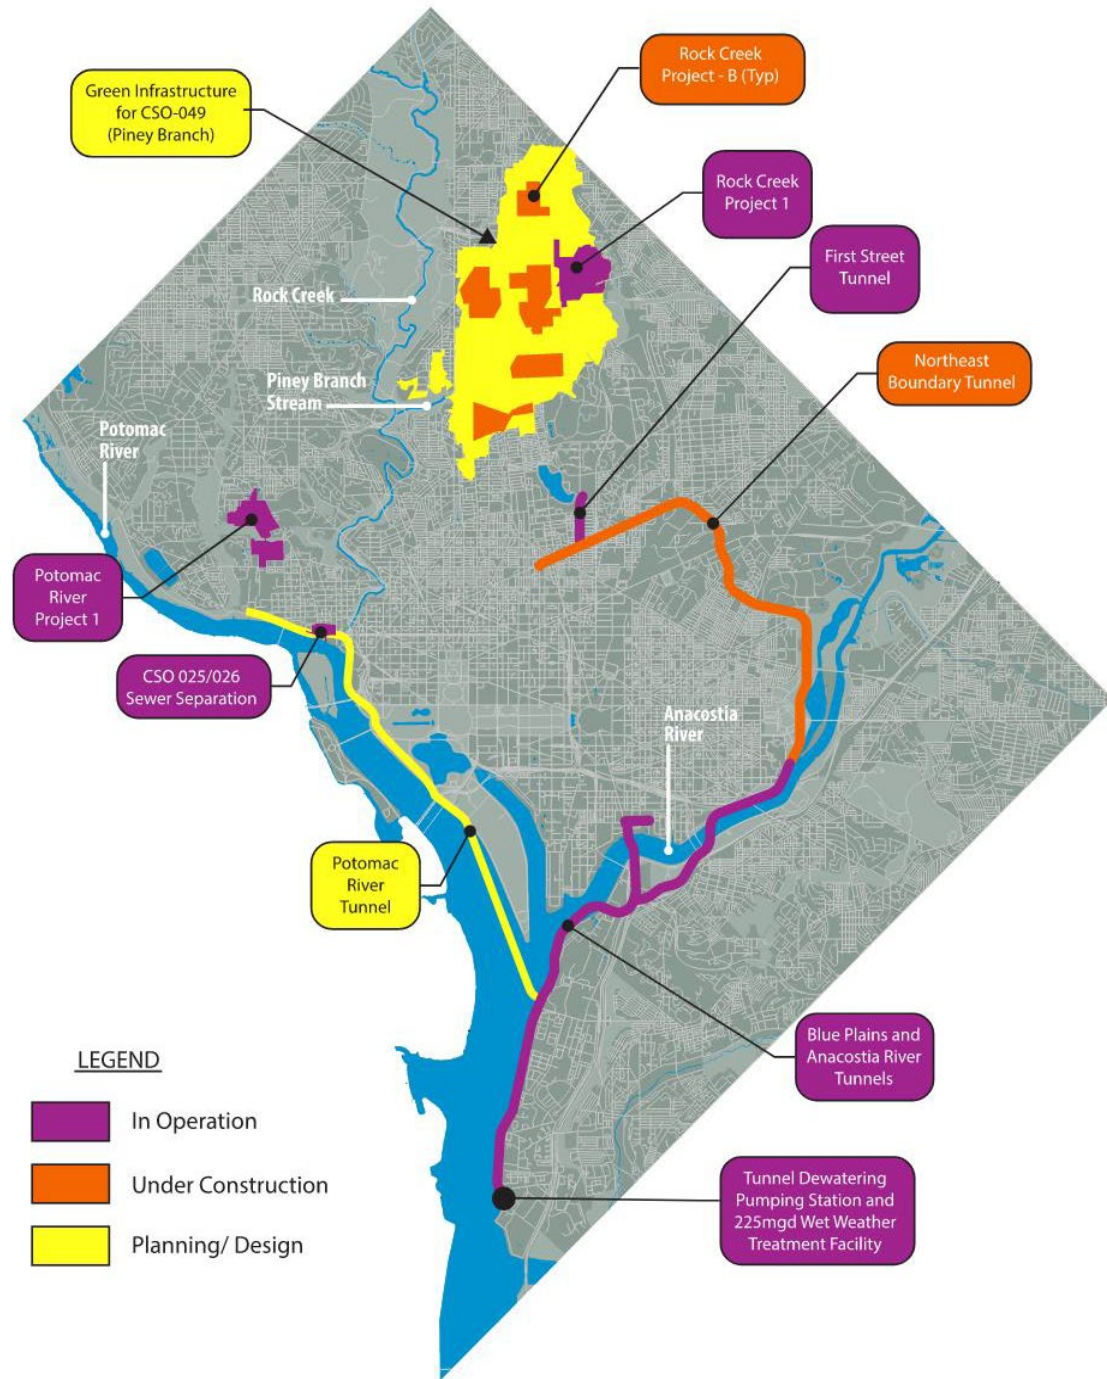 Rock Creek
Project - B (Typ)
Green Infrastructure
for CSO-049
(Piney Branch)
Rock Creek
Project 1
First Street
Tunnel
Rock Creek
Northeast
Boundary Tunnel
Piney Branch
Stream
Potomac
River
Potomac
River
Project 1
CSO 025/026
Sewer Separation
Anacostia
River
Potomac
River
Tunnel
Blue Plains and
Anacostia River
Tunnels
LEGEND
In Operation
Under Construction
Planning/ Design
Tunnel Dewatering
Pumping Station and
225mgd Wet Weather
Treatment Facility